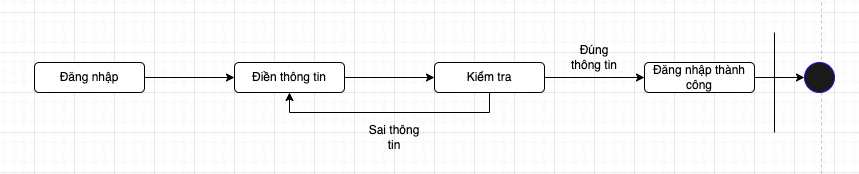 Đăng nhập
Điền thông tin
Kiểm tra
Đúng
thông tin
Đăng nhập thành
công
Sai thông
tin